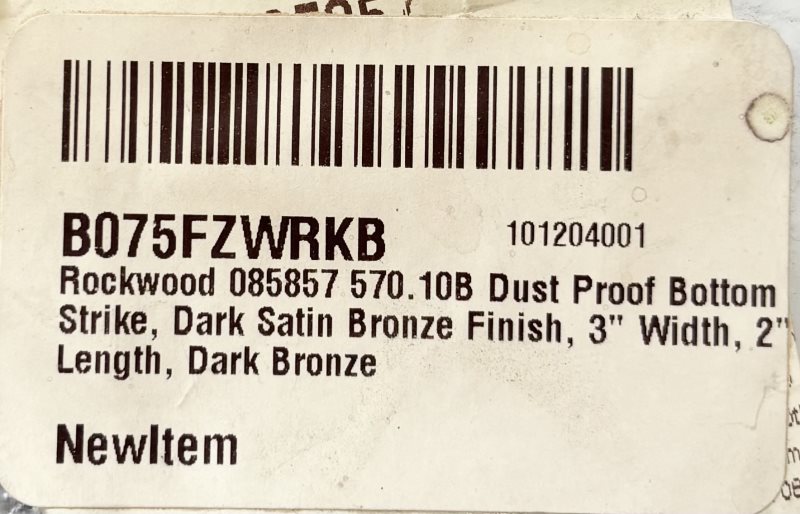 B075FZWRKB 101204001
Rockwood 085857 570.10B Dust Proof Bottom
Strike, Dark Satin Bronze Finish, 3" Width, 2"
Length, Dark Bronze
NewItem